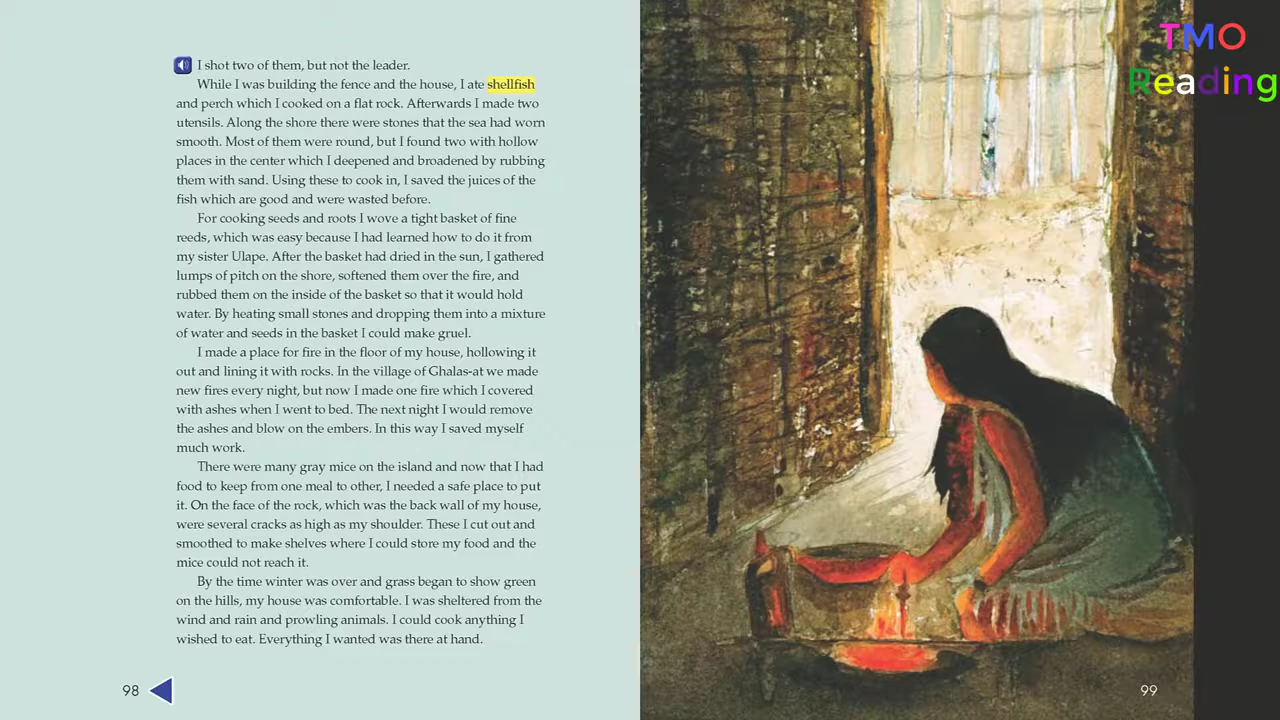 I shot two of them, but not the leader.
While I was building the fence and the house, I ate shellfish
and perch which I cooked on a flat rock. Afterwards I made two
utensils. Along the shore there were stones that the sea had worn
smooth. Most of them were round, but I found two with hollow
places in the center which I deepened and broadened by rubbing
them with sand. Using these to cook in, I saved the juices of the
fish which are good and were wasted before.
For cooking seeds and roots I wove a tight basket of fine
reeds, which was easy because I had learned how to do it from
my sister Ulape. After the basket had dried in the sun, I gathered
lumps of pitch on the shore, softened them over the fire, and
rubbed them on the inside of the basket so that it would hold
water. By heating small stones and dropping them into a mixture
of water and seeds in the basket I could make gruel.
I made a place for fire in the floor of my house, hollowing it
out and lining it with rocks. In the village of Ghalas-at we made
new fires every night, but now I made one fire which I covered
with ashes when I went to bed. The next night I would remove
the ashes and blow on the embers. In this way I saved myself
much work.
There were many gray mice on the island and now that I had
food to keep from one meal to other, I needed a safe place to put
it. On the face of the rock, which was the back wall of my house,
were several cracks as high as my shoulder. These I cut out and
smoothed to make shelves where I could store my food and the
mice could not reach it.
By the time winter was over and grass began to show green
on the hills, my house was comfortable. I was sheltered from the
wind and rain and prowling animals. I could cook anything I
wished to eat. Everything I wanted was there at hand.
98
TMO
Reading
99